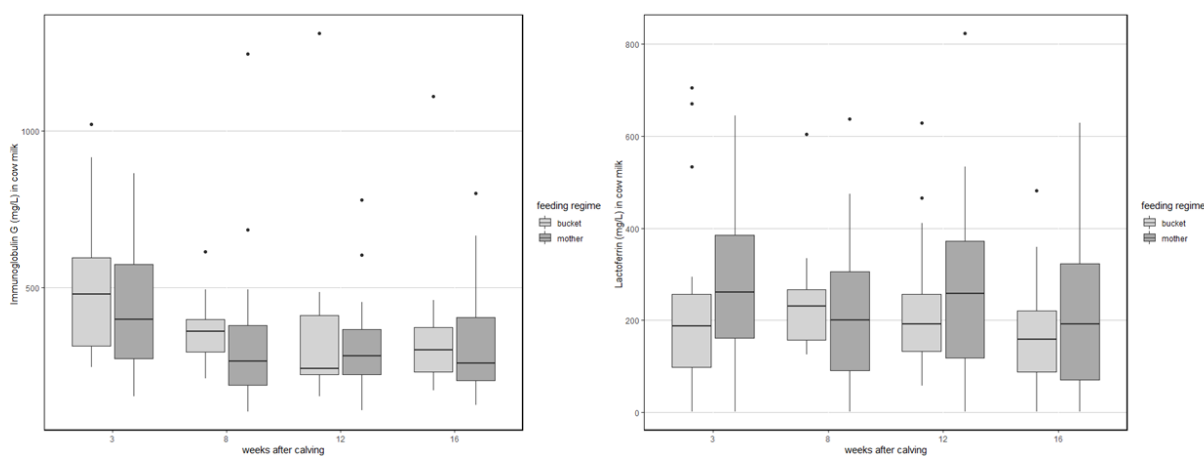 Immunoglobulin G (mg/L) in cow milk
1000
500
3
8
12
16
weeks after calving
feeding regime
bucket
mother
Lactoferrin (mg/L) in cow milk
800
600
400
200
0
3
8
12
16
weeks after calving
feeding regime
bucket
mother